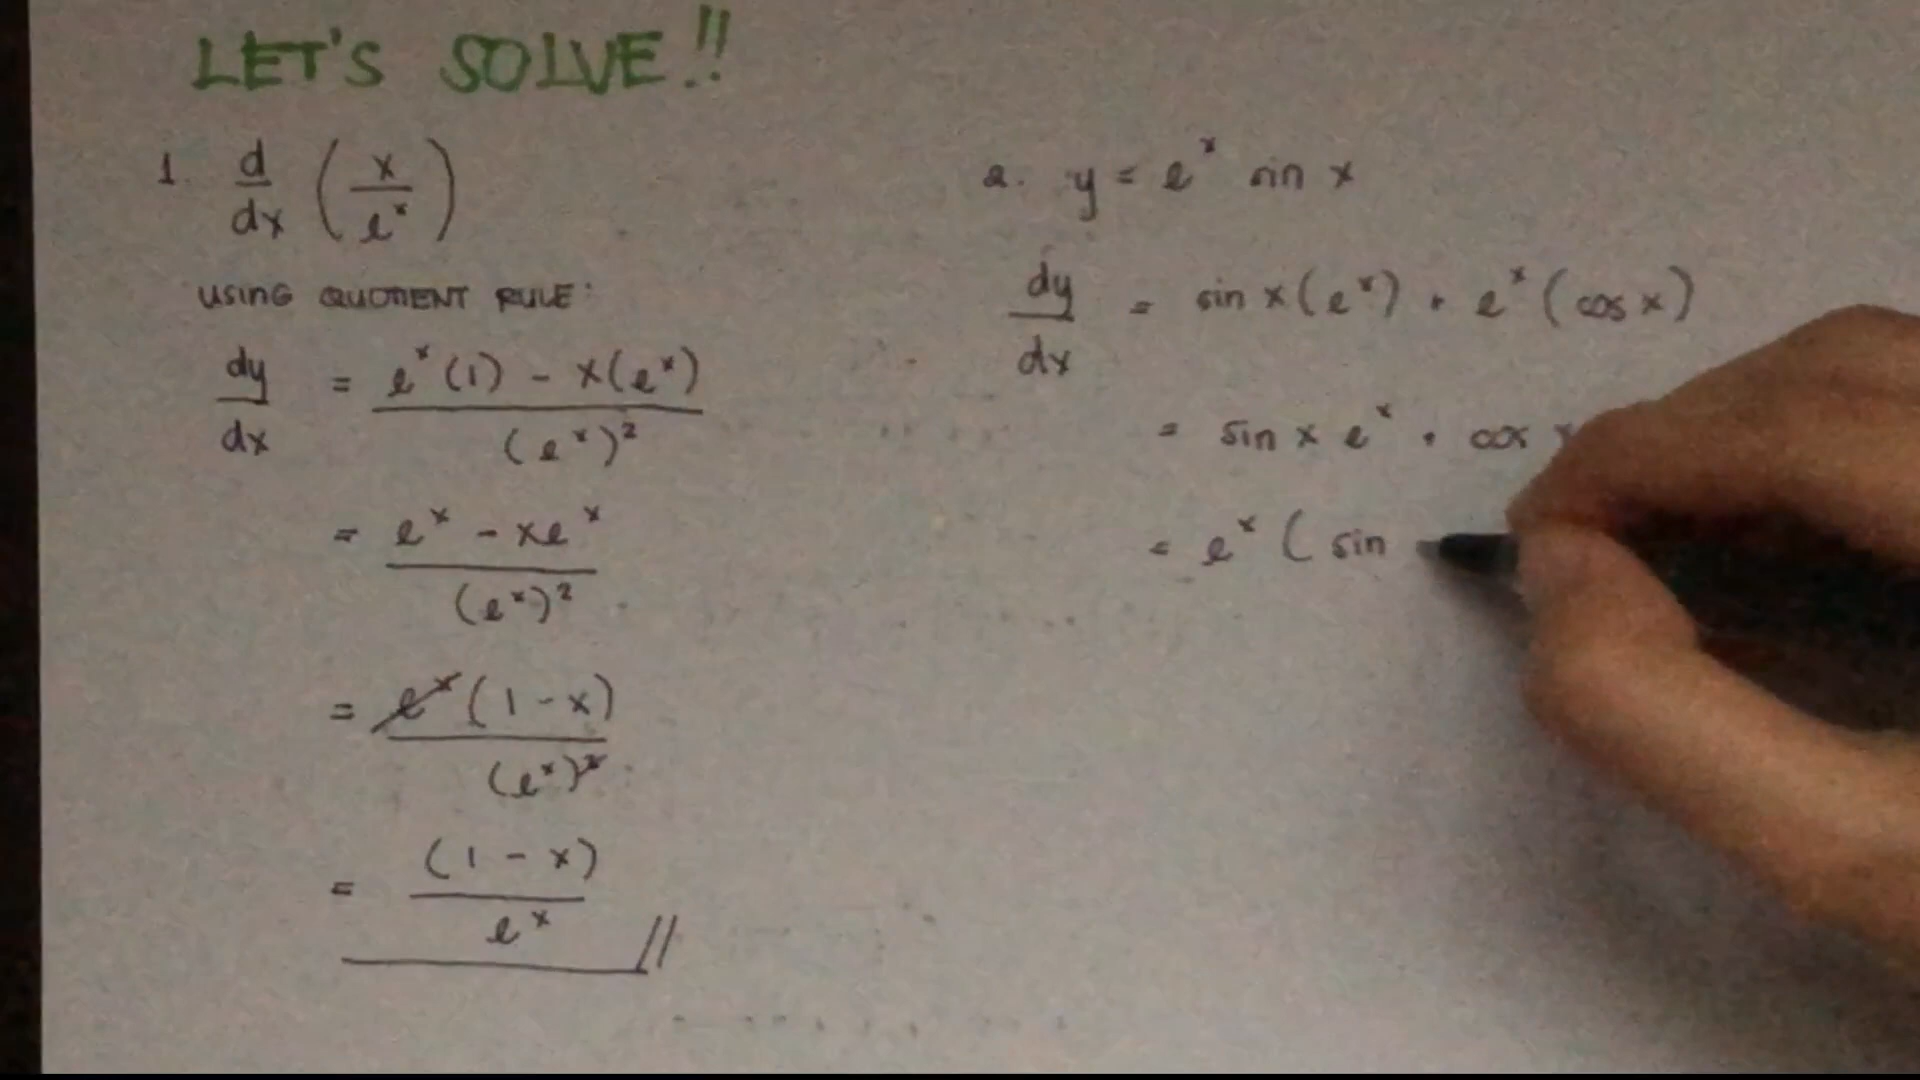 LET'S SOLVE!!
1. d/dx (x/e^x)
USING QUOTIENT RULE:
dy/dx = e^x(1) - x(e^x) / (e^x)^2
= e^x - xe^x / (e^x)^2
= e^x(1-x) / (e^x)^2
= (1-x) / e^x //
2. y = e^x sin x
dy/dx = sin x(e^x) + e^x(cos x)
= sin x e^x + cos x
= e^x ( sin